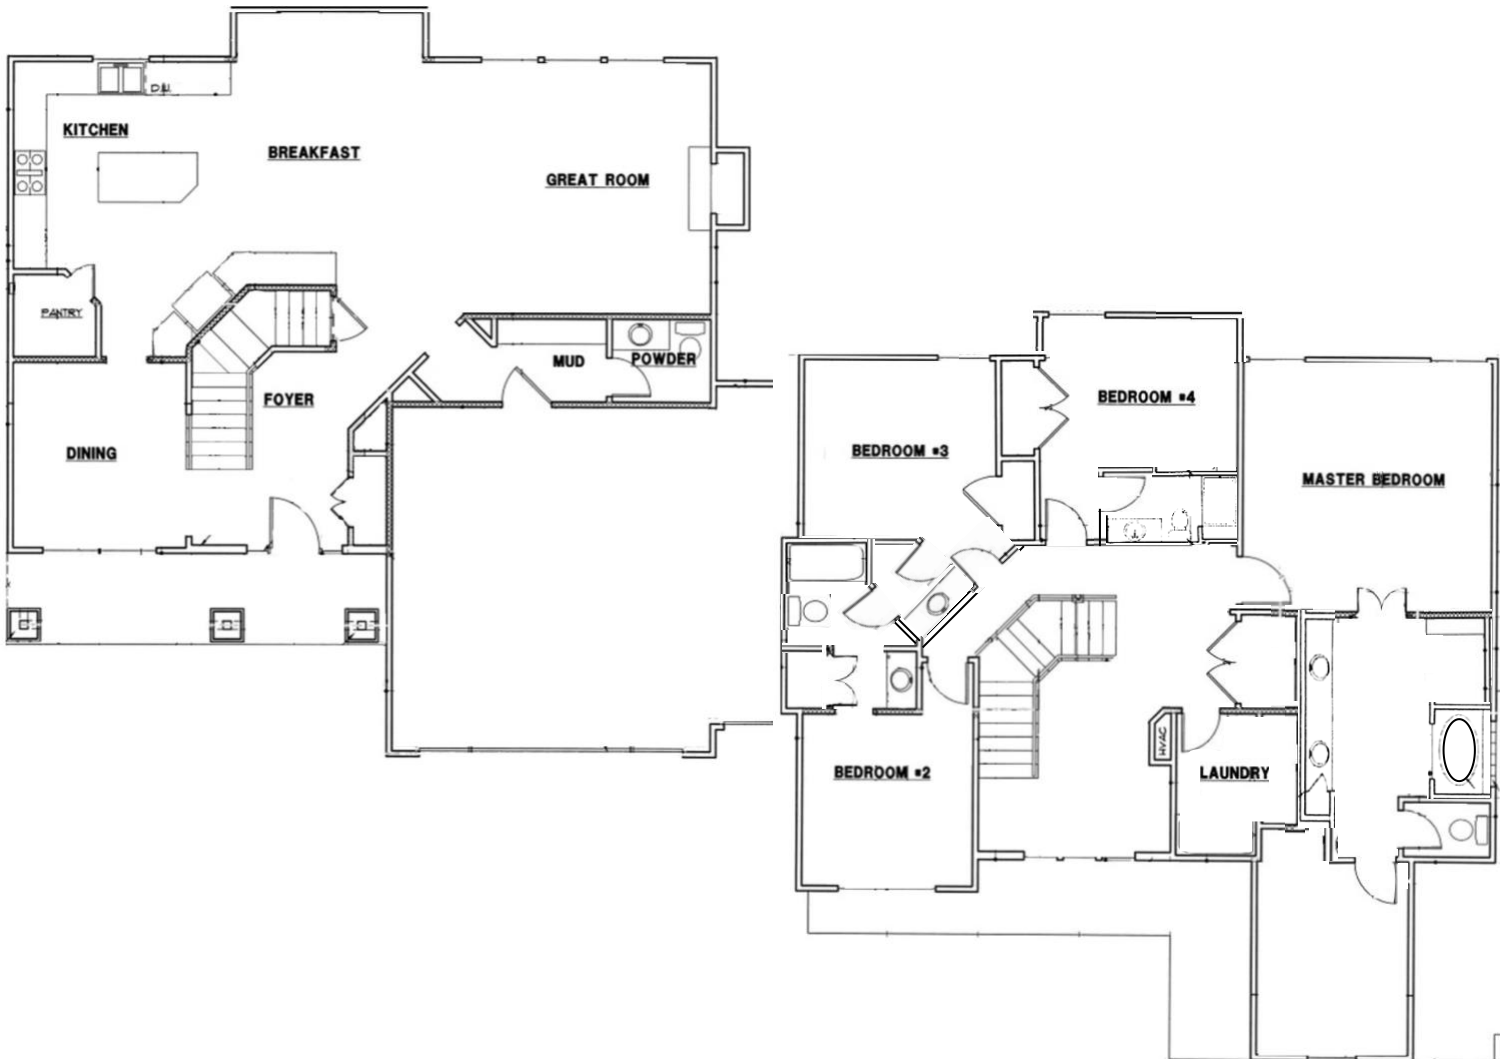 D.W.
KITCHEN
BREAKFAST
GREAT ROOM
PANTRY
MUD
POWDER
FOYER
DINING
BEDROOM #4
BEDROOM #3
MASTER BEDROOM
HVAC
BEDROOM #2
LAUNDRY